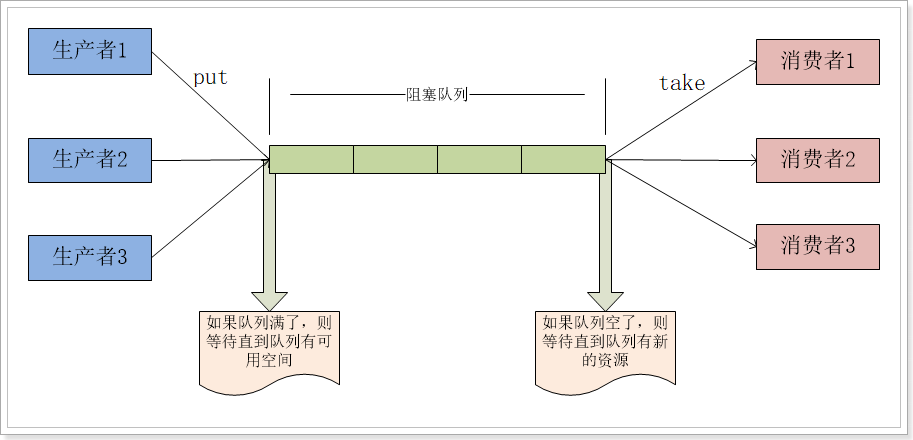 生产者1
put
生产者2
生产者3
阻塞队列
take
消费者1
消费者2
消费者3
如果队列满了，则
等待直到队列有可
用空间
如果队列空了，则
等待直到队列有新
的资源